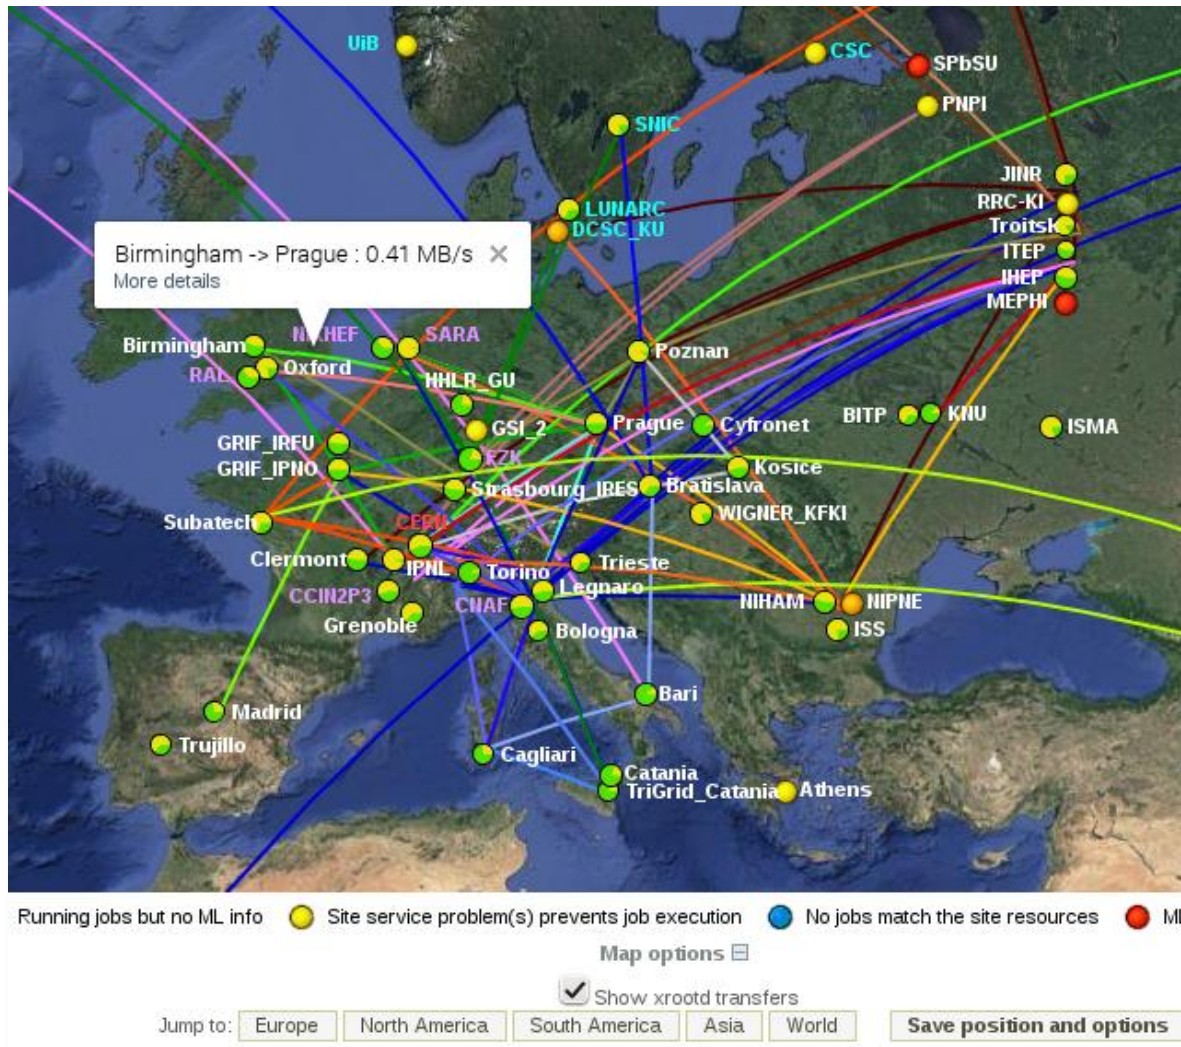 UiB
CSC
SPbSU
PNPI
SNIC
JINR
RRC-KI
LUNARC
DCSC_KU
Troitsk
ITEP
IHEP
MEPHI
Birmingham -> Prague : 0.41 MB/s ✕
More details
Birmingham
NIKHEF
SARA
Poznan
RAL
Oxford
HHLR_GU
BITP
KNU
ISMA
GSI_2
Prague
Cyfronet
GRIF_IRFU
GRIF_IPNO
FZK
Kosice
Strasbourg_IRES
Bratislava
Subatech
WIGNER_KFKI
CERN
Clermont
IPNL
Torino
Trieste
Legnaro
CCIN2P3
CNAF
NIHAM
NIPNE
Grenoble
Bologna
ISS
Madrid
Bari
Trujillo
Cagliari
Catania
TriGrid_Catania
Athens
Running jobs but no ML info Site service problem(s) prevents job execution No jobs match the site resources ML
Map options
Show xrootd transfers
Jump to: Europe North America South America Asia World Save position and options